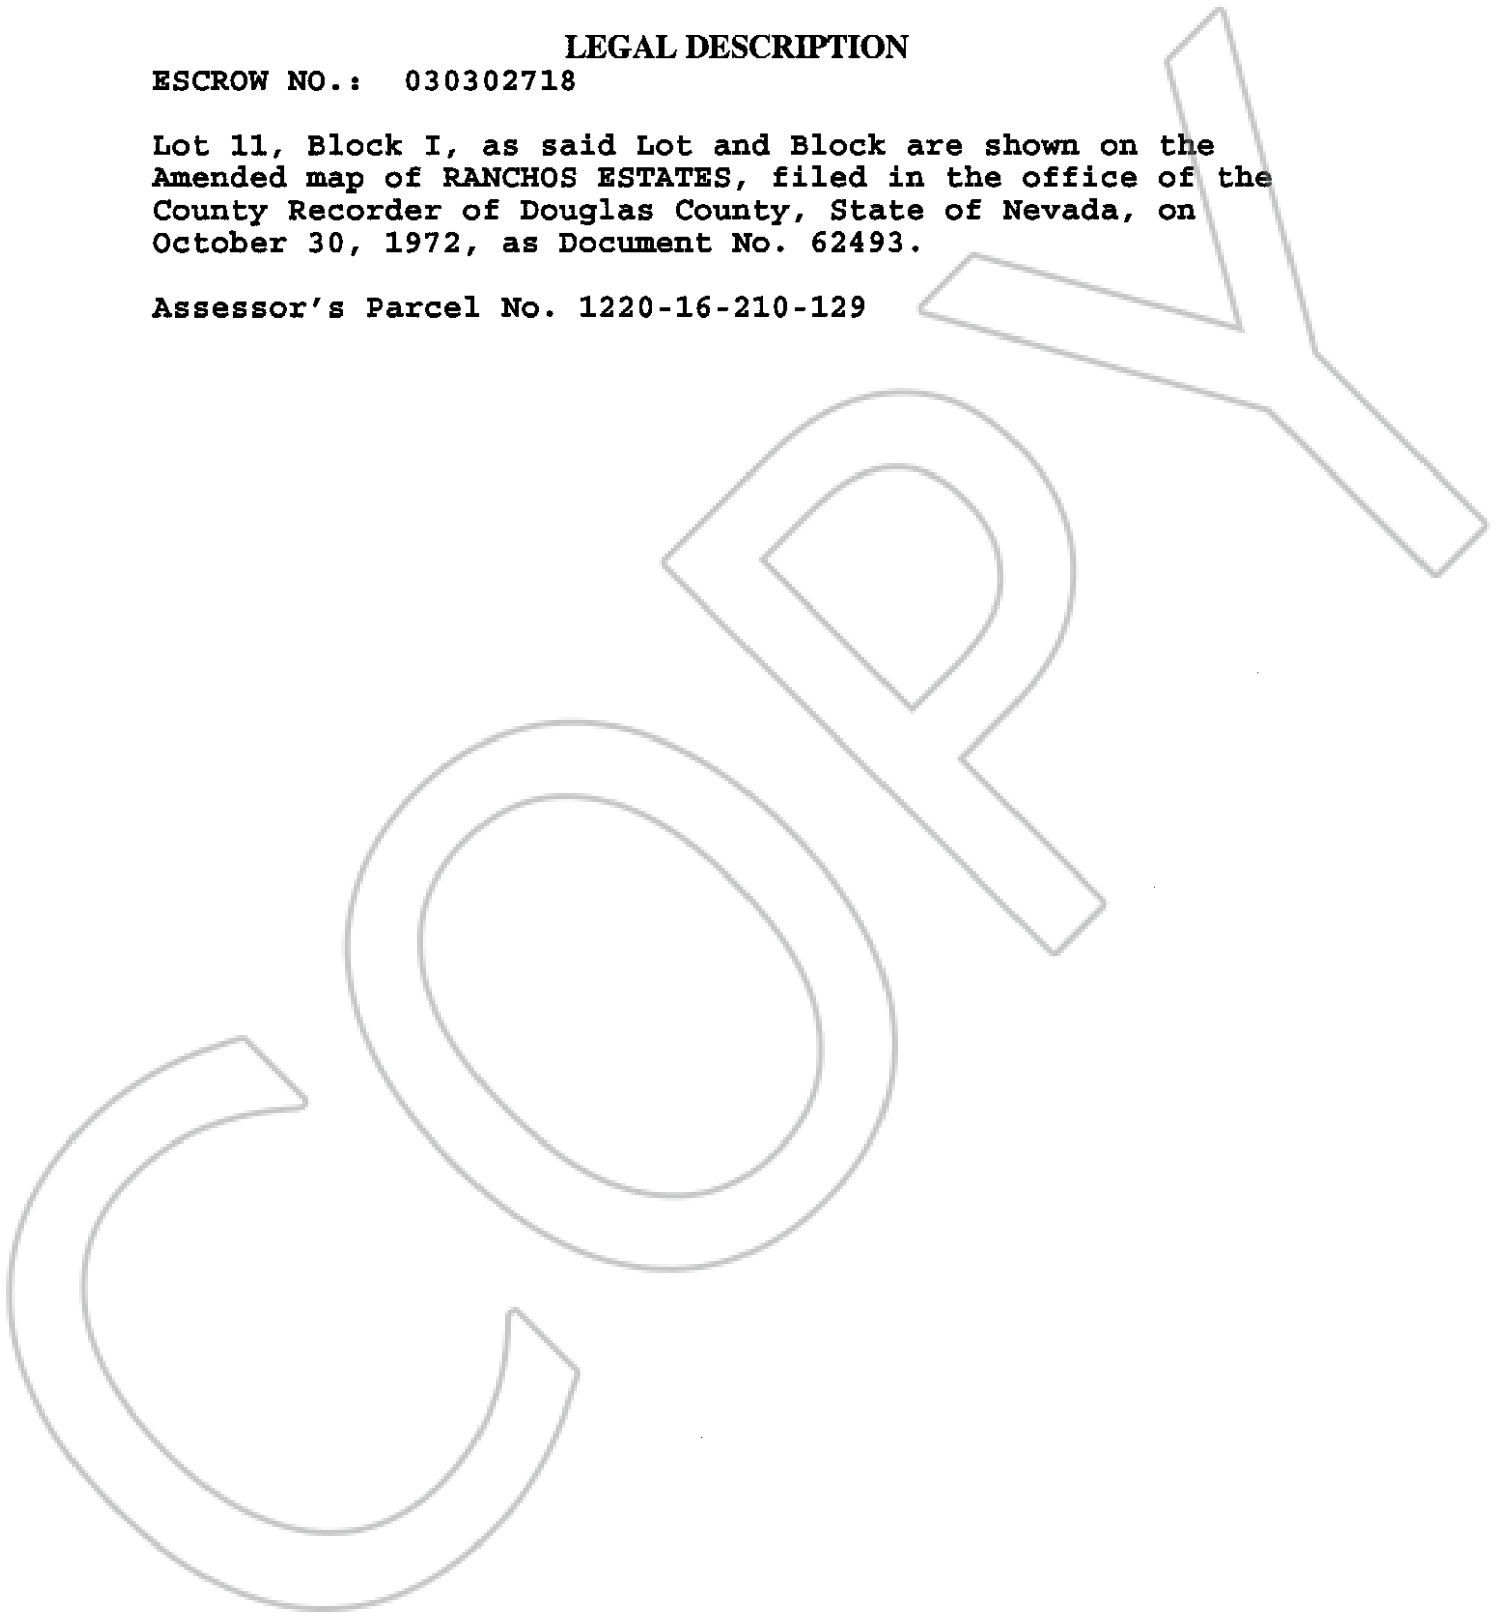 LEGAL DESCRIPTION
ESCROW NO.: 030302718
Lot 11, Block I, as said Lot and Block are shown on the
Amended map of RANCHOS ESTATES, filed in the office of the
County Recorder of Douglas County, State of Nevada, on
October 30, 1972, as Document No. 62493.
Assessor's Parcel No. 1220-16-210-129
COPY